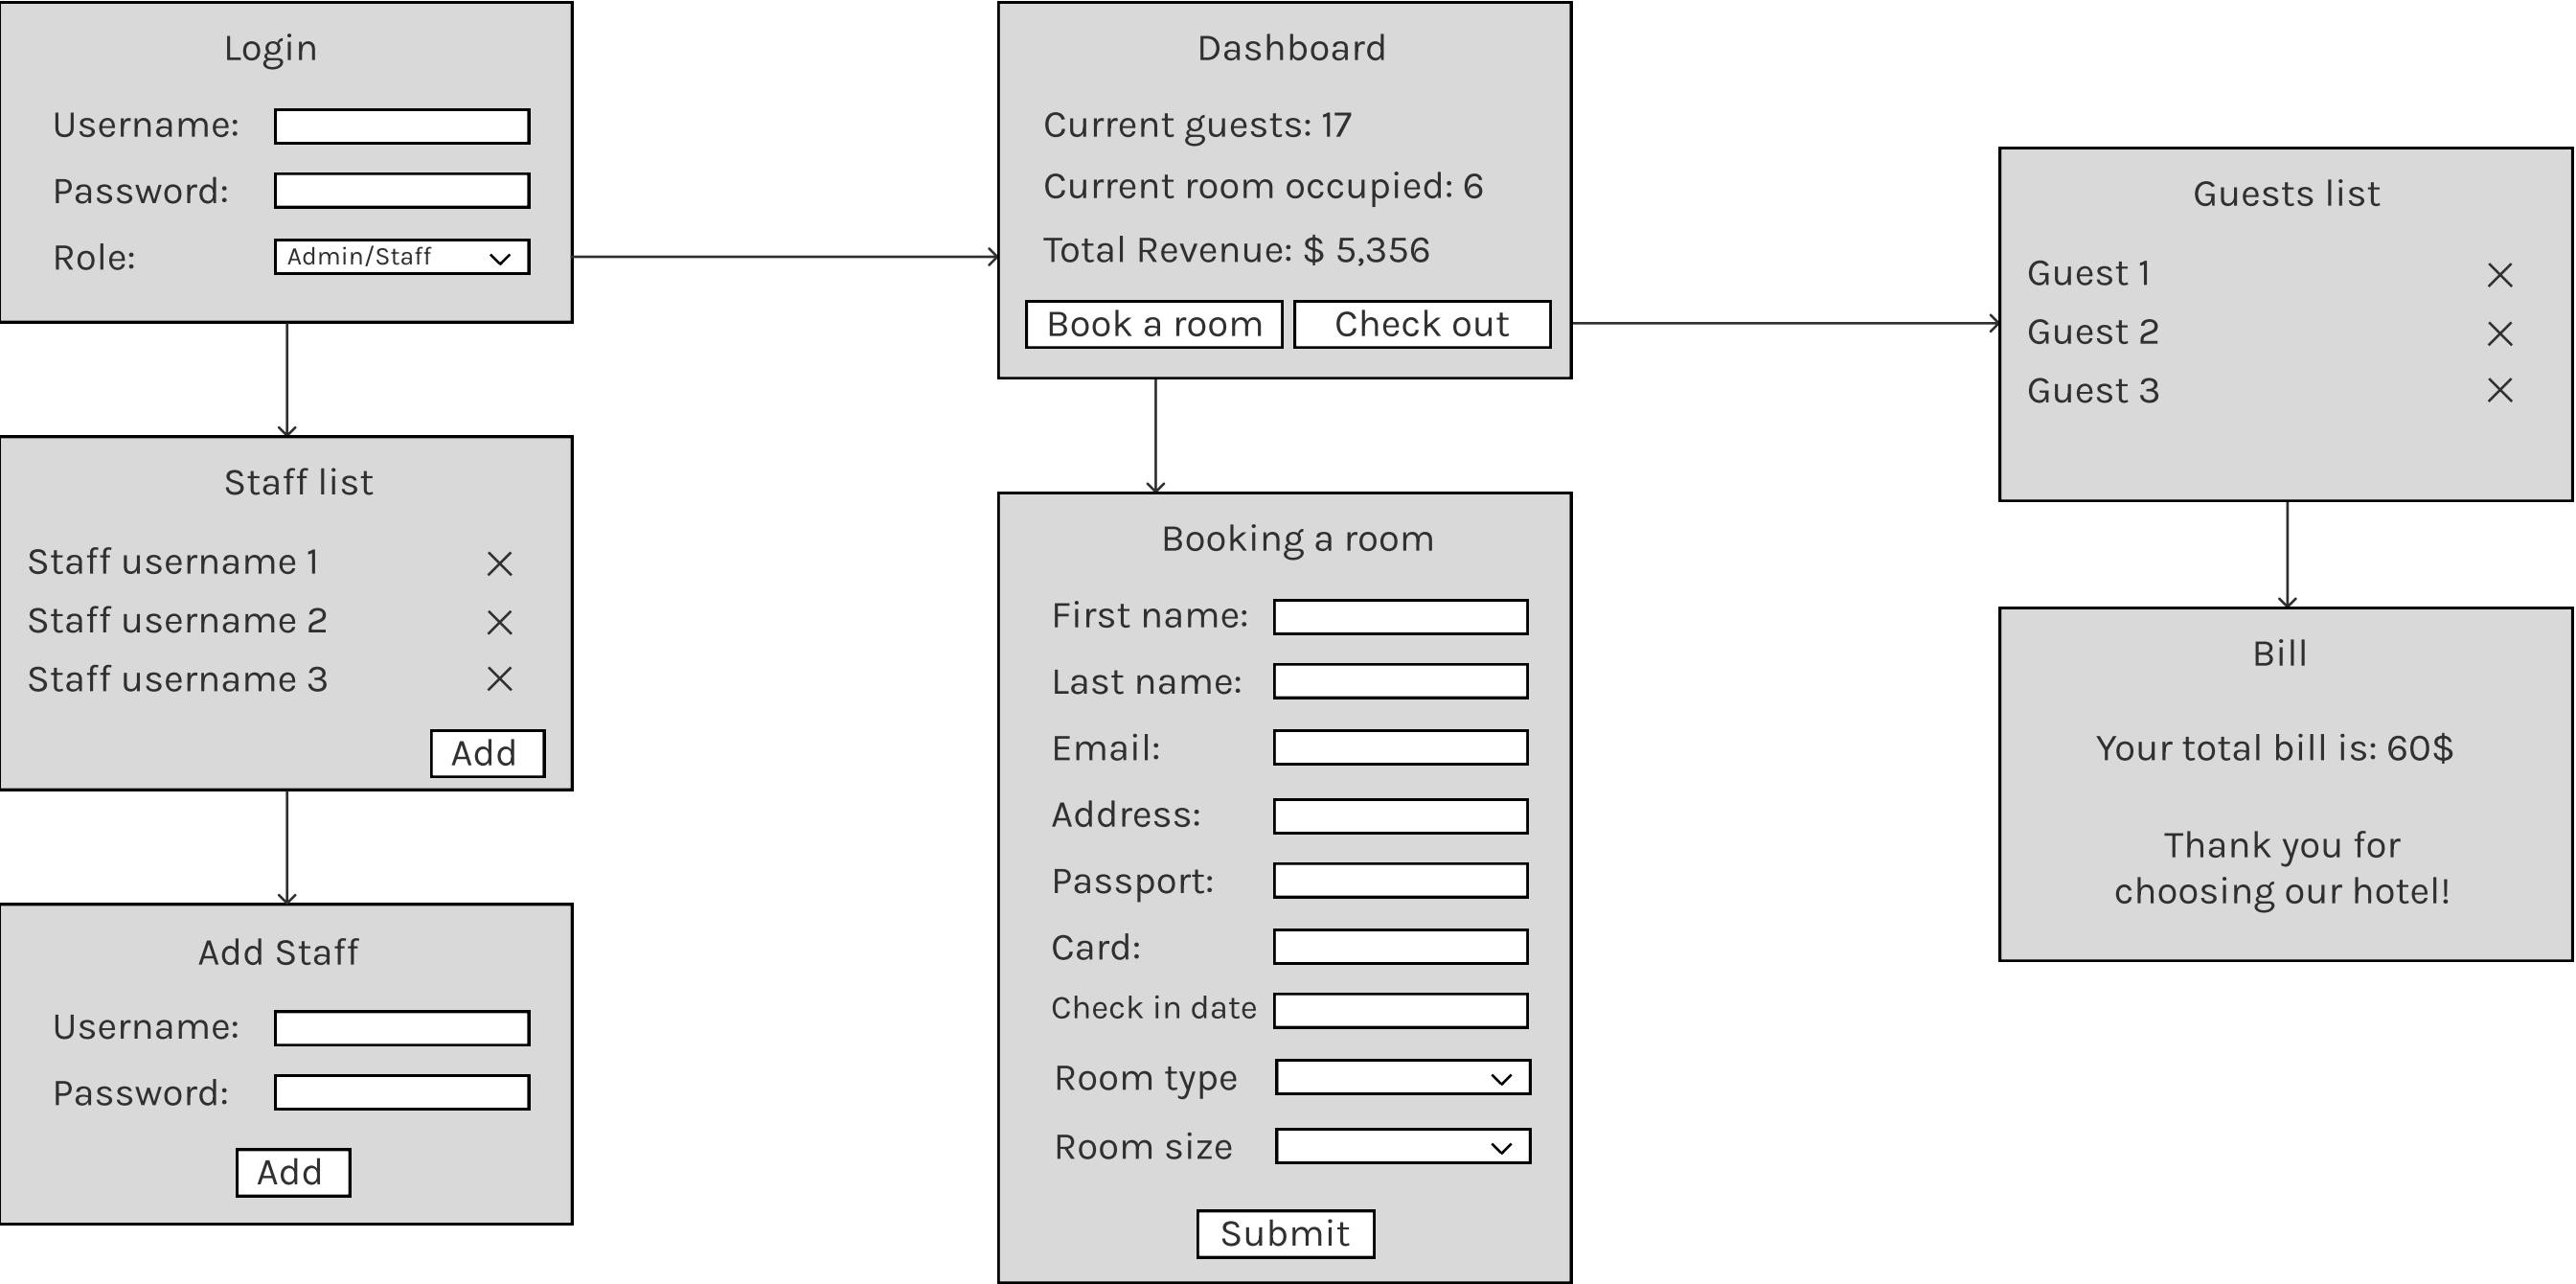 Login
Username:
Password:
Role:
Admin/Staff
Staff list
Staff username 1
Staff username 2
Staff username 3
Add
Add Staff
Username:
Password:
Add
Dashboard
Current guests: 17
Current room occupied: 6
Total Revenue: $ 5,356
Book a room
Check out
Booking a room
First name:
Last name:
Email:
Address:
Passport:
Card:
Check in date
Room type
Room size
Submit
Guests list
Guest 1
Guest 2
Guest 3
Bill
Your total bill is: 60$
Thank you for
choosing our hotel!